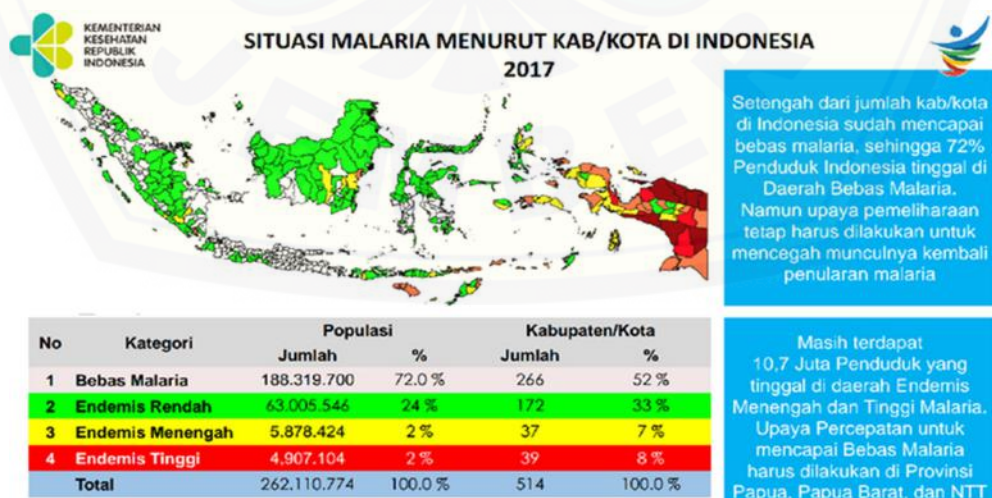 KEMENTERIAN
KESEHATAN
REPUBLIK
INDONESIA
SITUASI MALARIA MENURUT KAB/KOTA DI INDONESIA
2017
Setengah dari jumlah kab/kota
di Indonesia sudah mencapai
bebas malaria, sehingga 72%
Penduduk Indonesia tinggal di
Daerah Bebas Malaria.
Namun upaya pemeliharaan
tetap harus dilakukan untuk
mencegah munculnya kembali
penularan malaria
No Kategori Populasi Kabupaten/Kota
Jumlah % Jumlah %
1 Bebas Malaria 188.319.700 72.0 % 266 52 %
2 Endemis Rendah 63.005.546 24 % 172 33 %
3 Endemis Menengah 5.878.424 2 % 37 7 %
4 Endemis Tinggi 4,907.104 2 % 39 8 %
Total 262.110.774 100.0 % 514 100.0 %
Masih terdapat
10,7 Juta Penduduk yang
tinggal di daerah Endemis
Menengah dan Tinggi Malaria.
Upaya Percepatan untuk
mencapai Bebas Malaria
harus dilakukan di Provinsi
Papua, Papua Barat, dan NTT